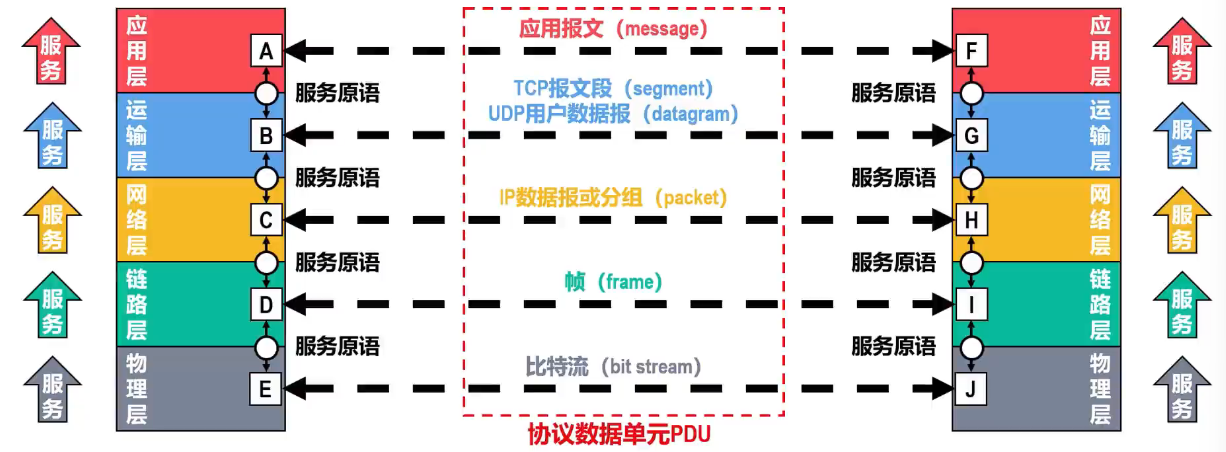 服务
应用层
A
应用报文（message）
F
应用层
服务
服务原语
TCP报文段（segment）
服务原语
服务
运输层
B
UDP用户数据报（datagram）
G
运输层
服务
服务原语
服务原语
服务
网络层
C
IP数据报或分组（packet）
H
网络层
服务
服务原语
服务原语
服务
链路层
D
帧（frame）
I
链路层
服务
服务原语
服务原语
服务
物理层
E
比特流（bit stream）
J
物理层
服务
协议数据单元PDU